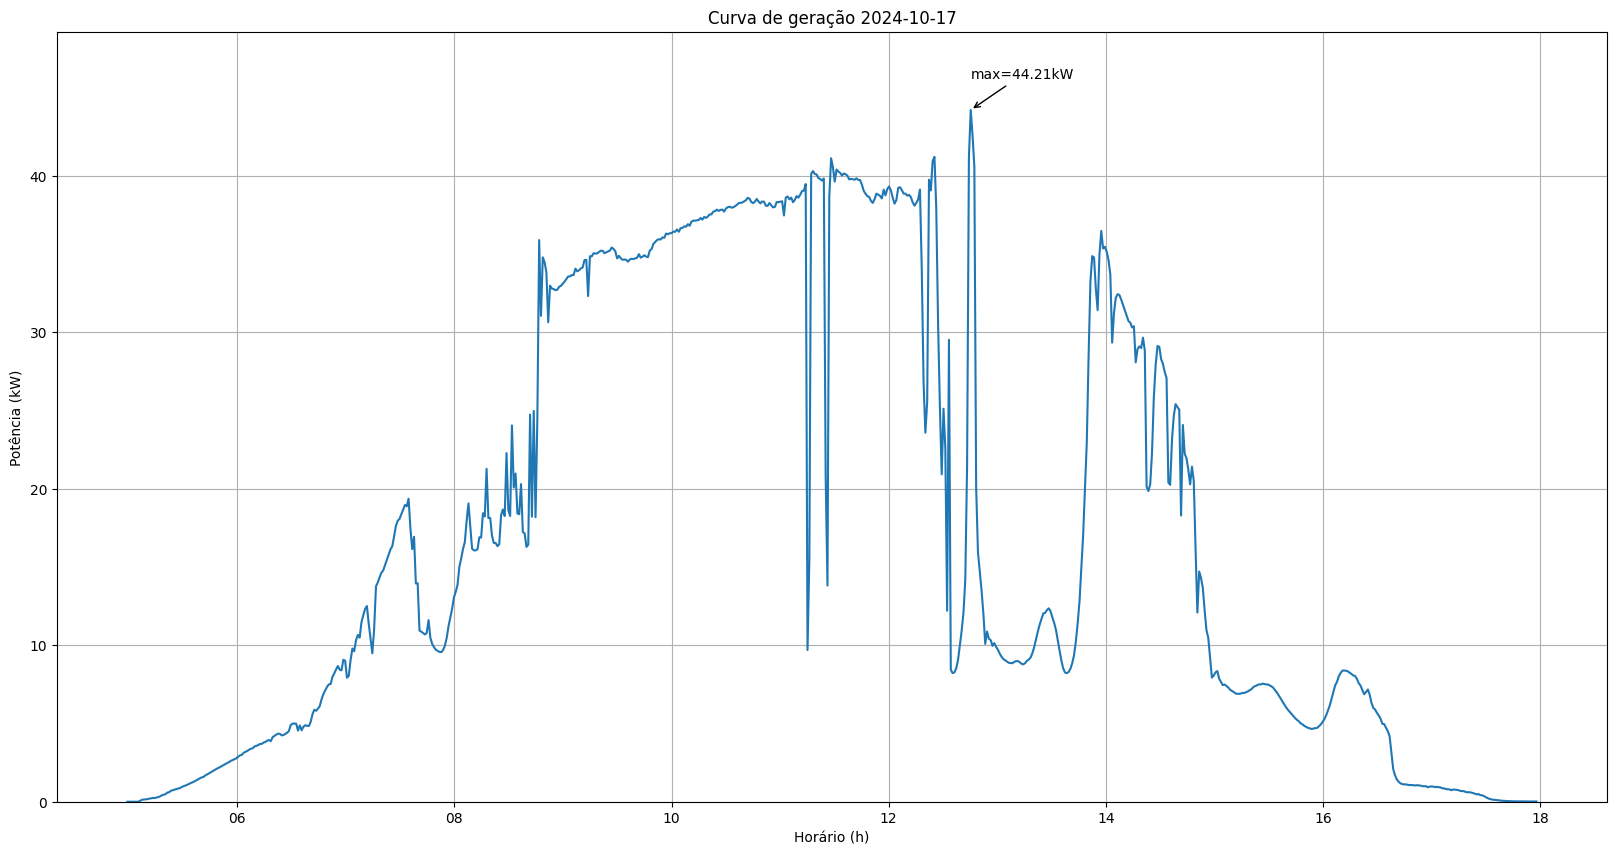 Curva de geração 2024-10-17
max=44.21kW
Potência (kW)
40
30
20
10
0
06 08 10 12 14 16 18
Horário (h)